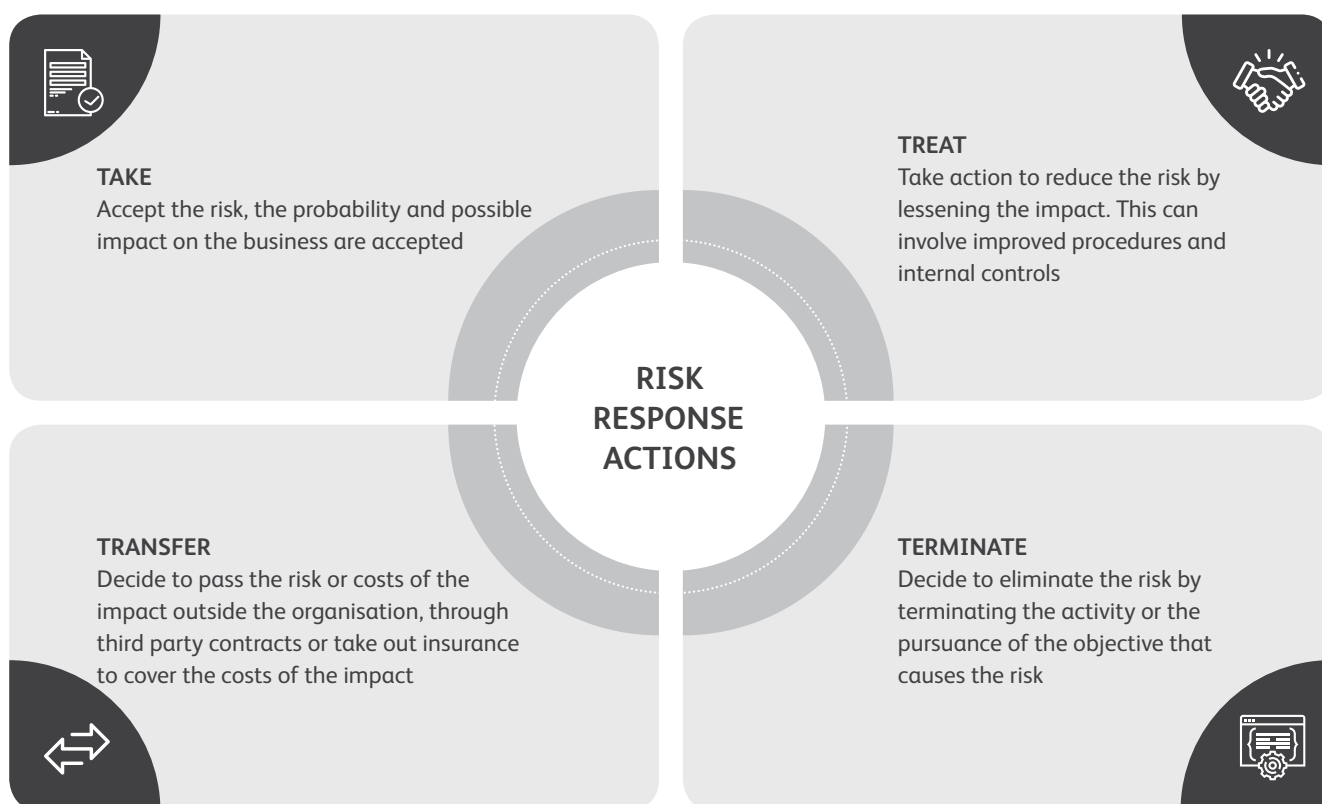 TAKE
Accept the risk, the probability and possible
impact on the business are accepted
TREAT
Take action to reduce the risk by
lessening the impact. This can
involve improved procedures and
internal controls
RISK
RESPONSE
ACTIONS
TRANSFER
Decide to pass the risk or costs of the
impact outside the organisation, through
third party contracts or take out insurance
to cover the costs of the impact
TERMINATE
Decide to eliminate the risk by
terminating the activity or the
pursuance of the objective that
causes the risk